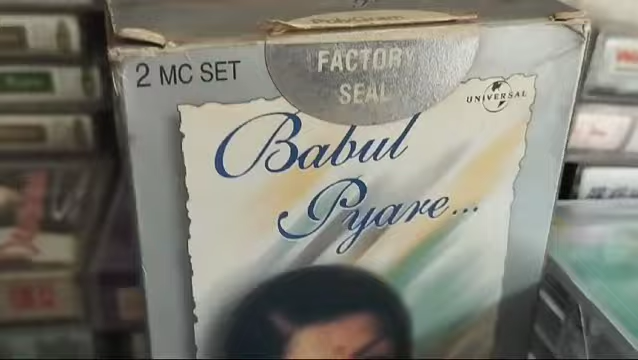 2 MC SET
FACTORY
SEAL
UNIVERSAL
Babul
Pyare...